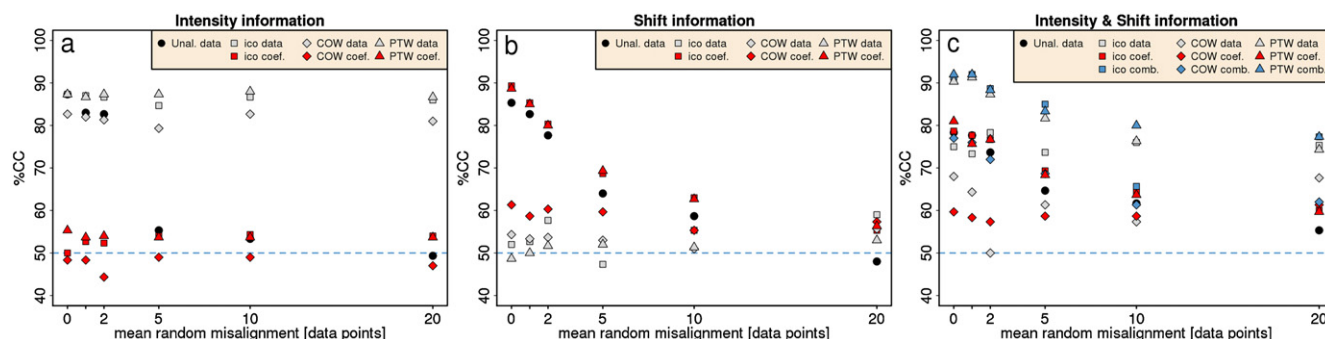 Intensity information
a
Unal. data
ico data
COW data
PTW data
ico coef.
COW coef.
PTW coef.
%CC
100
90
80
70
60
50
40
0
2
5
10
20
mean random misalignment [data points]
Shift information
b
Unal. data
ico data
COW data
PTW data
ico coef.
COW coef.
PTW coef.
%CC
100
90
80
70
60
50
40
0
2
5
10
20
mean random misalignment [data points]
Intensity & Shift information
c
Unal. data
ico data
COW data
PTW data
ico coef.
COW coef.
PTW coef.
ico comb.
COW comb.
PTW comb.
%CC
100
90
80
70
60
50
40
0
2
5
10
20
mean random misalignment [data points]